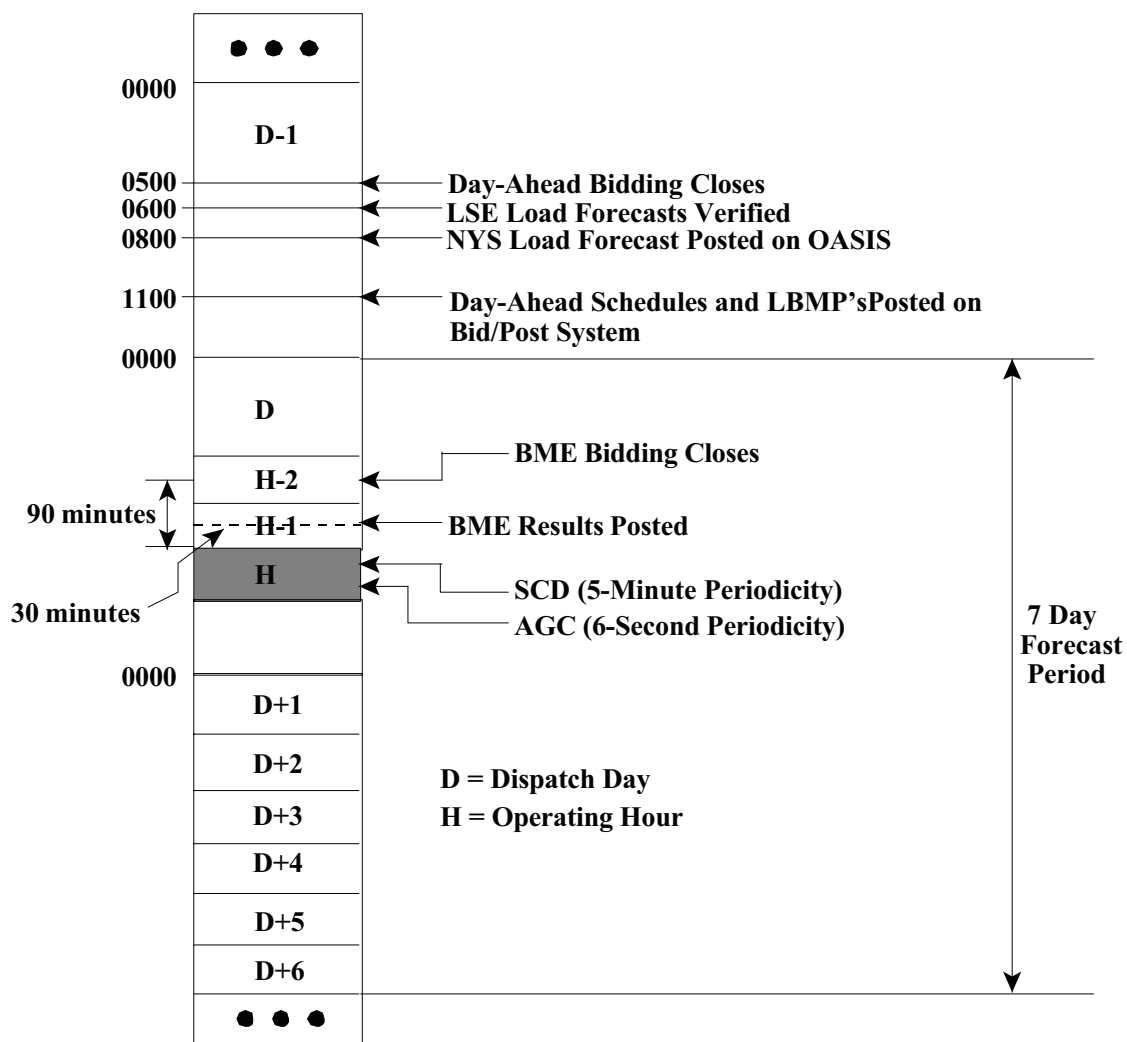 0000
D-1
0500 Day-Ahead Bidding Closes
0600 LSE Load Forecasts Verified
0800 NYS Load Forecast Posted on OASIS
1100 Day-Ahead Schedules and LBMP'sPosted on
Bid/Post System
0000
D
BME Bidding Closes
H-2
90 minutes
H-1 BME Results Posted
H
SCD (5-Minute Periodicity)
30 minutes
AGC (6-Second Periodicity)
7 Day
Forecast
Period
0000
D+1
D+2
D = Dispatch Day
D+3
H = Operating Hour
D+4
D+5
D+6